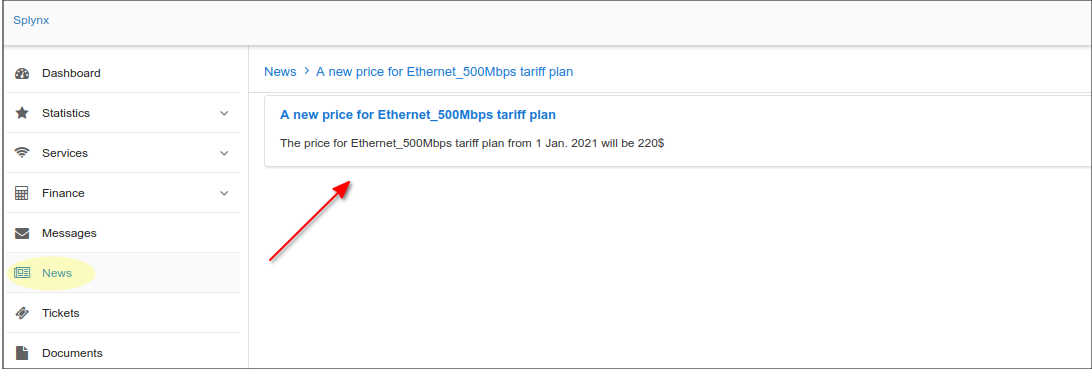 Splynx
Dashboard
Statistics
Services
Finance
Messages
News
Tickets
Documents
News > A new price for Ethernet_500Mbps tariff plan
A new price for Ethernet_500Mbps tariff plan
The price for Ethernet_500Mbps tariff plan from 1 Jan. 2021 will be 220$